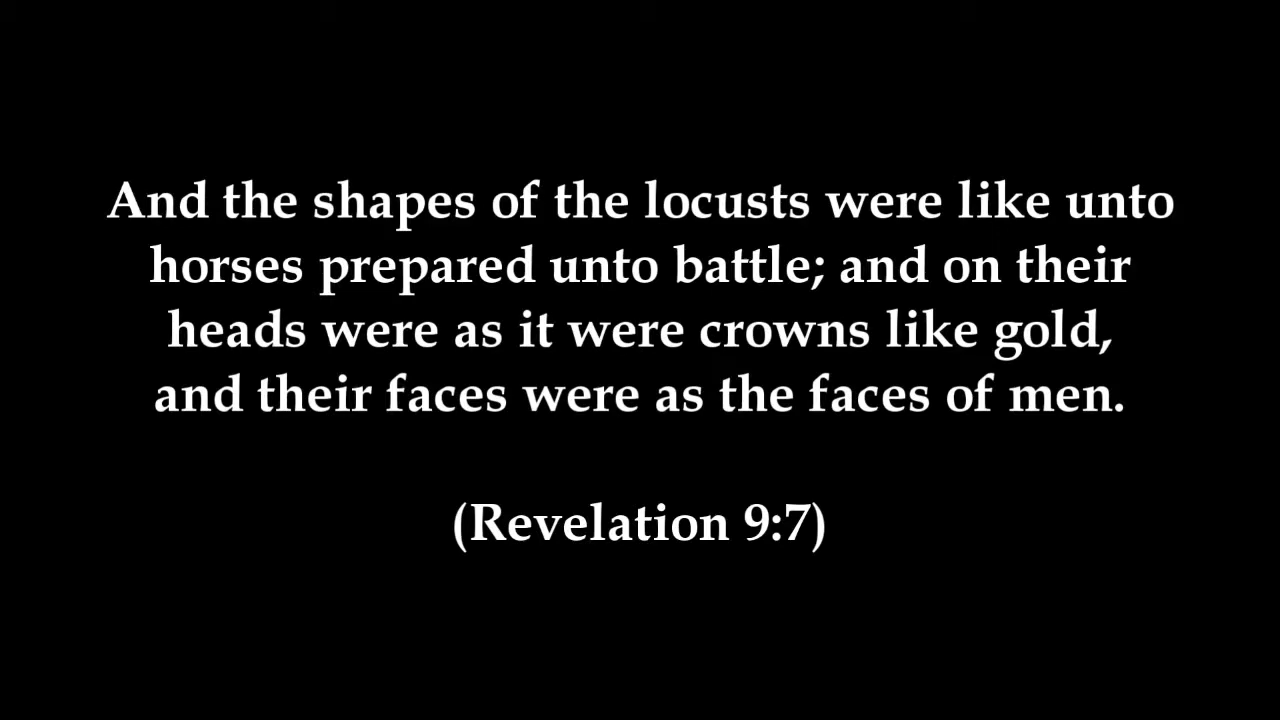 And the shapes of the locusts were like unto
horses prepared unto battle; and on their
heads were as it were crowns like gold,
and their faces were as the faces of men.
(Revelation 9:7)